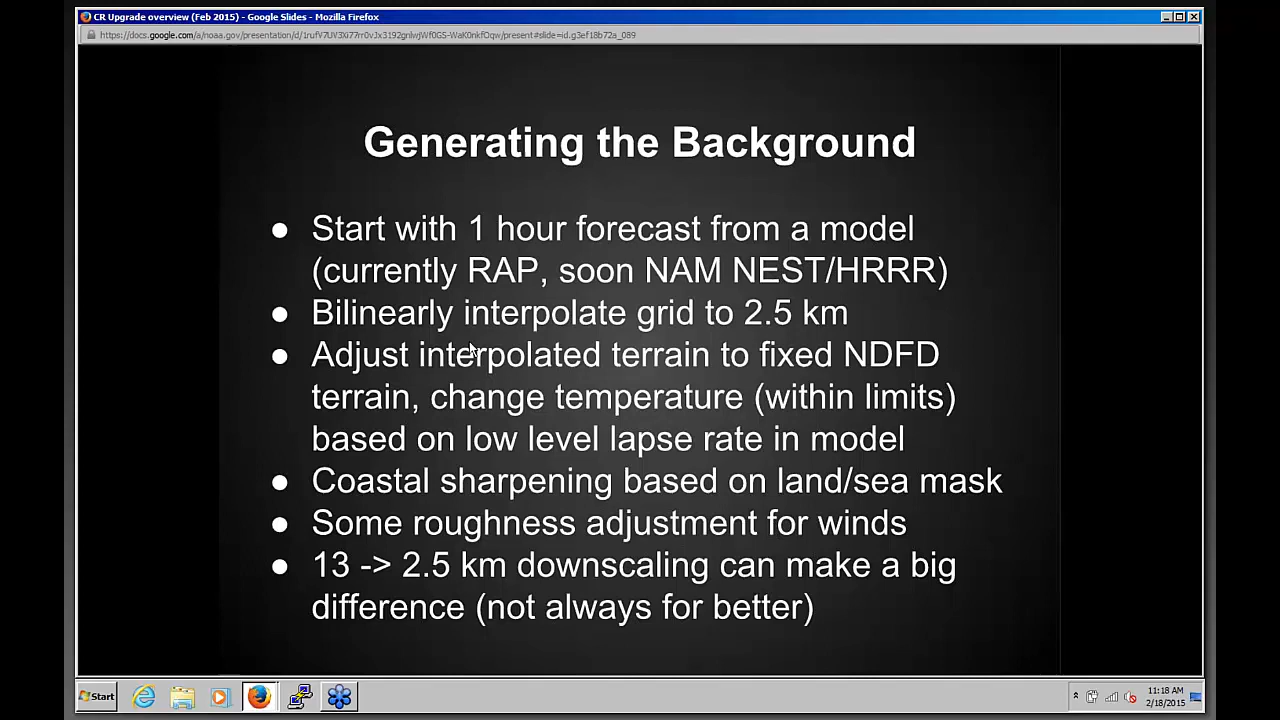 CR Upgrade overview (Feb 2015) - Google Slides - Mozilla Firefox
Generating the Background
● Start with 1 hour forecast from a model
(currently RAP, soon NAM NEST/HRRR)
● Bilinearly interpolate grid to 2.5 km
● Adjust interpolated terrain to fixed NDFD
terrain, change temperature (within limits)
based on low level lapse rate in model
● Coastal sharpening based on land/sea mask
● Some roughness adjustment for winds
● 13 -> 2.5 km downscaling can make a big
difference (not always for better)
Start
11:18 AM
2/18/2015